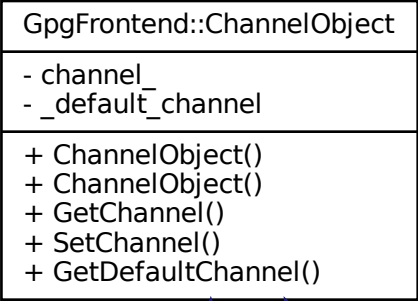 GpgFrontend::ChannelObject
- channel_
- _default_channel
+ ChannelObject()
+ ChannelObject()
+ GetChannel()
+ SetChannel()
+ GetDefaultChannel()